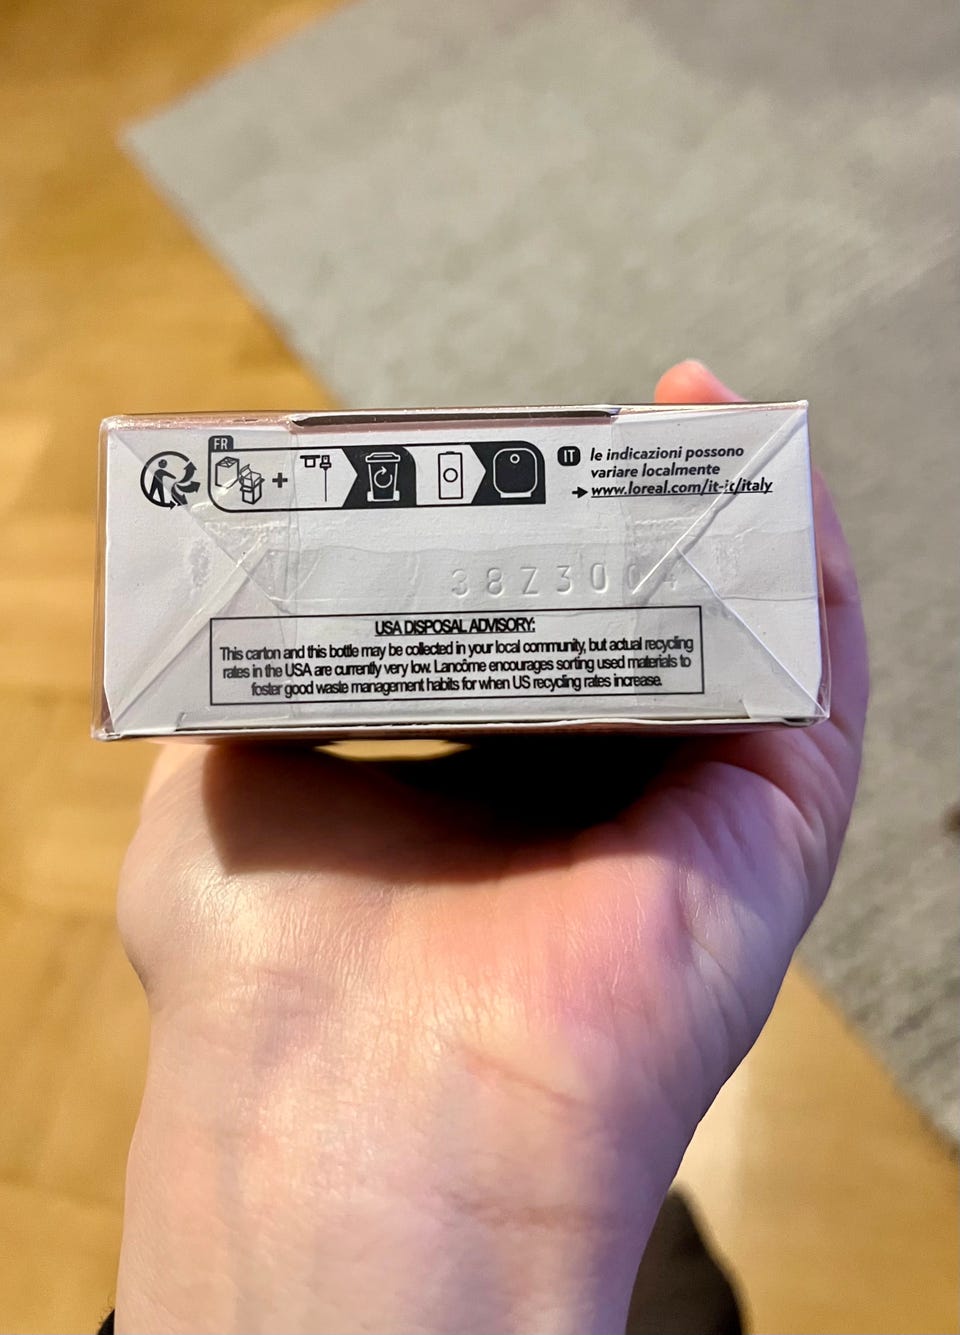 FR
+
IT le indicazioni possono
variare localmente
www.loreal.com/it-it/italy
38Z300
USA DISPOSAL ADVISORY:
This carton and this bottle may be collected in your local community, but actual recycling
rates in the USA are currently very low. Lancôme encourages sorting used materials to
foster good waste management habits for when US recycling rates increase.